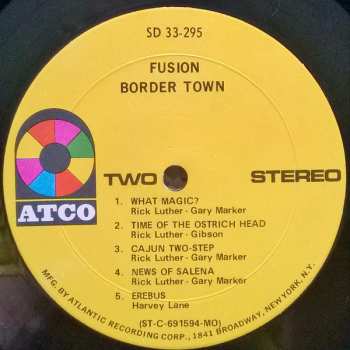 SD 33-295
FUSION
BORDER TOWN
ATCO
TWO
STEREO
1. WHAT MAGIC?
Rick Luther - Gary Marker
2. TIME OF THE OSTRICH HEAD
Rick Luther - Gibson
3. CAJUN TWO-STEP
Rick Luther - Gary Marker
4. NEWS OF SALENA
Rick Luther - Gary Marker
5. EREBUS
Harvey Lane
(ST-C-691594-MO)
MFG. BY ATLANTIC RECORDING CORP., 1841 BROADWAY, NEW YORK, N.Y.